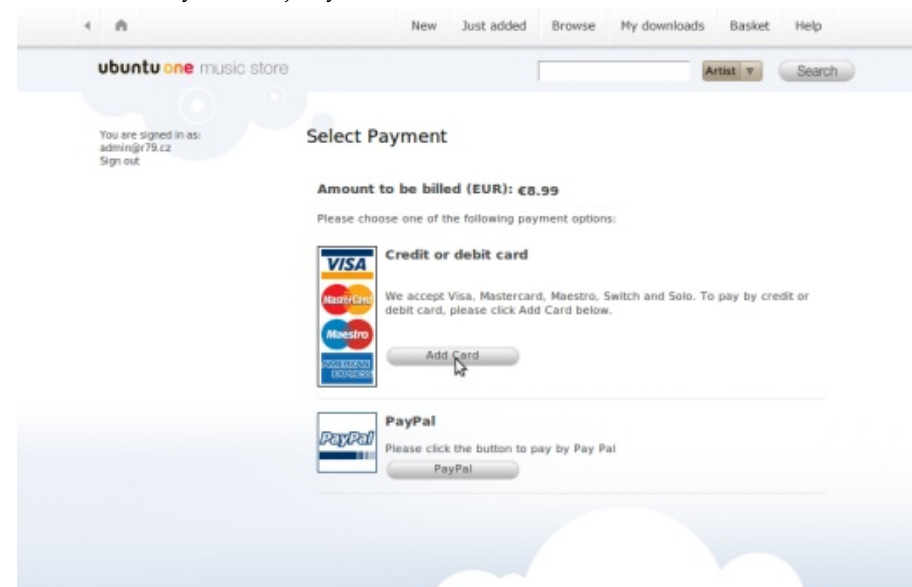 New Just added Browse My downloads Basket Help
ubuntu one music store
Artist Search
You are signed in as:
admin@r79.cz
Sign out
Select Payment
Amount to be billed (EUR): €8.99
Please choose one of the following payment options:
VISA
MasterCard
Maestro
AMERICAN
EXPRESS
Credit or debit card
We accept Visa, Mastercard, Maestro, Switch and Solo. To pay by credit or
debit card, please click Add Card below.
Add Card
PayPal
PayPal
Please click the button to pay by Pay Pal
PayPal